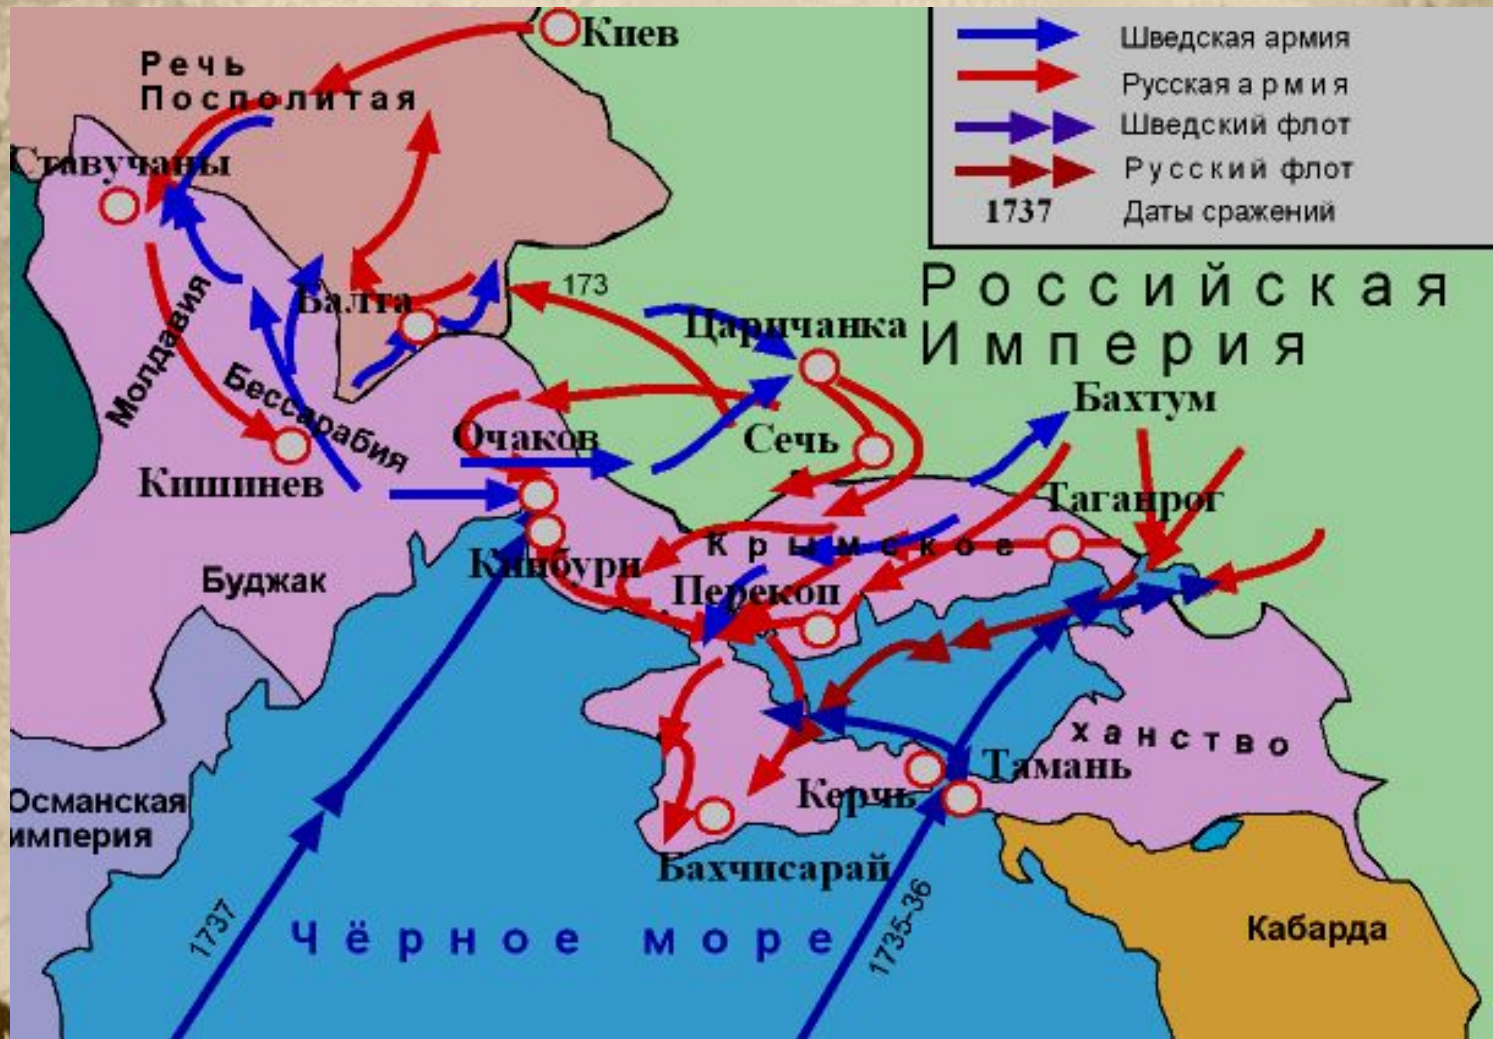 Киев
Речь
Посполитая
Ставучаны
Шведская армия
Русская армия
Шведский флот
Русский флот
1737 Даты сражений
Российская
Империя
173
Балта
Молдавия
Бессарабия
Царичанка
Бахтум
Очаков
Сечь
Кишинев
Таганрог
Крымское
Кинбурн
Перекоп
Буджак
ханство
Тамань
Керчь
Османская
империя
Бахчисарай
1737
Чёрное море
1735-36
Кабарда